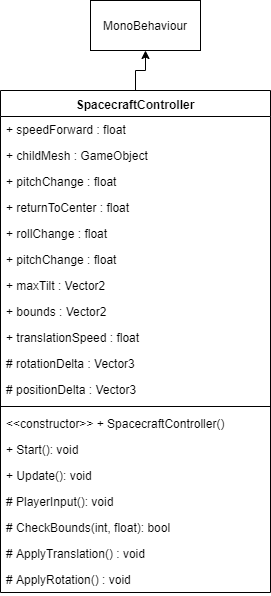 MonoBehaviour
SpacecraftController
+ speedForward : float
+ childMesh : GameObject
+ pitchChange : float
+ returnToCenter : float
+ rollChange : float
+ pitchChange : float
+ maxTilt : Vector2
+ bounds : Vector2
+ translationSpeed : float
# rotationDelta : Vector3
# positionDelta : Vector3
<<constructor>> + SpacecraftController()
+ Start(): void
+ Update(): void
# PlayerInput(): void
# CheckBounds(int, float): bool
# ApplyTranslation() : void
# ApplyRotation() : void